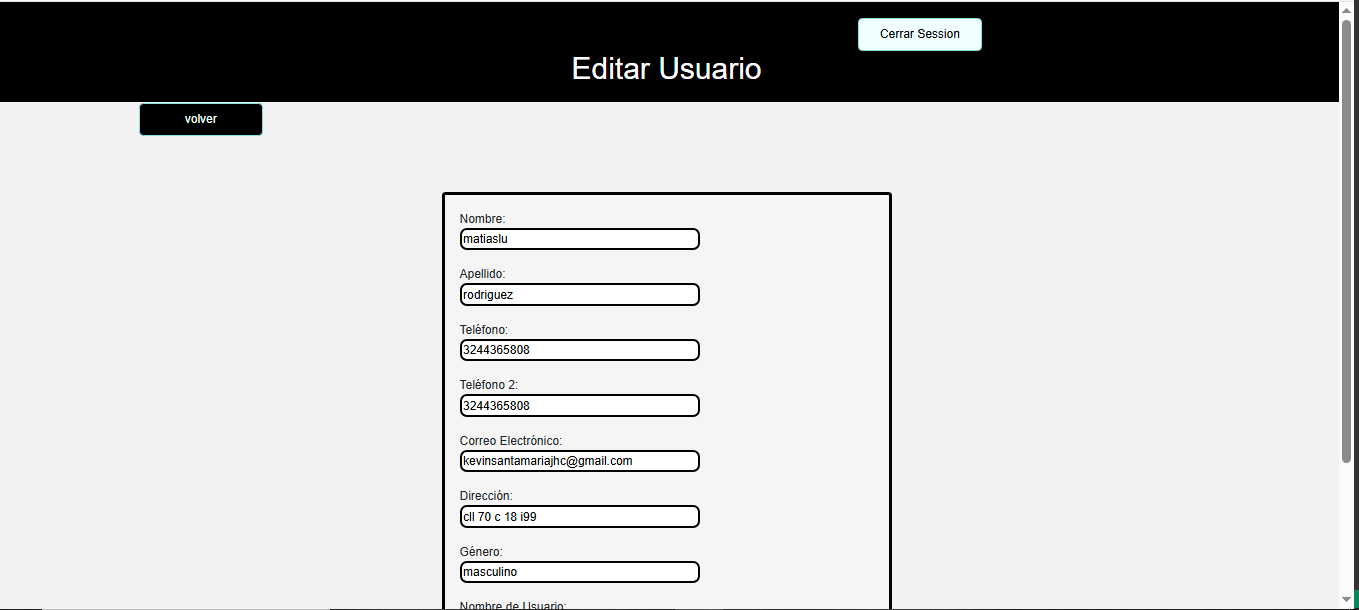 Cerrar Session
Editar Usuario
volver
Nombre:
matiaslu
Apellido:
rodriguez
Teléfono:
3244365808
Teléfono 2:
3244365808
Correo Electrónico:
kevinsantamariajhc@gmail.com
Dirección:
cll 70 c 18 i99
Género:
masculino
Nombre de Usuario: